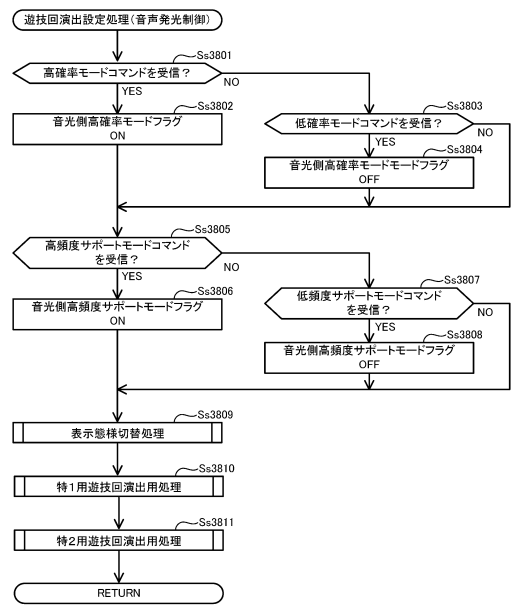 遊技回演出設定処理(音声発光制御)
Ss3801
高確率モードコマンドを受信?
NO
YES
Ss3802
音光側高確率モードフラグ
ON
Ss3803
低確率モードコマンドを受信?
NO
YES
Ss3804
音光側高確率モードモードフラグ
OFF
Ss3805
高頻度サポートモードコマンド
を受信?
NO
YES
Ss3806
音光側高頻度サポートモードフラグ
ON
Ss3807
低頻度サポートモードコマンド
を受信?
NO
YES
Ss3808
音光側高頻度サポートモードフラグ
OFF
Ss3809
表示態様切替処理
Ss3810
特1用遊技回演出用処理
Ss3811
特2用遊技回演出用処理
RETURN